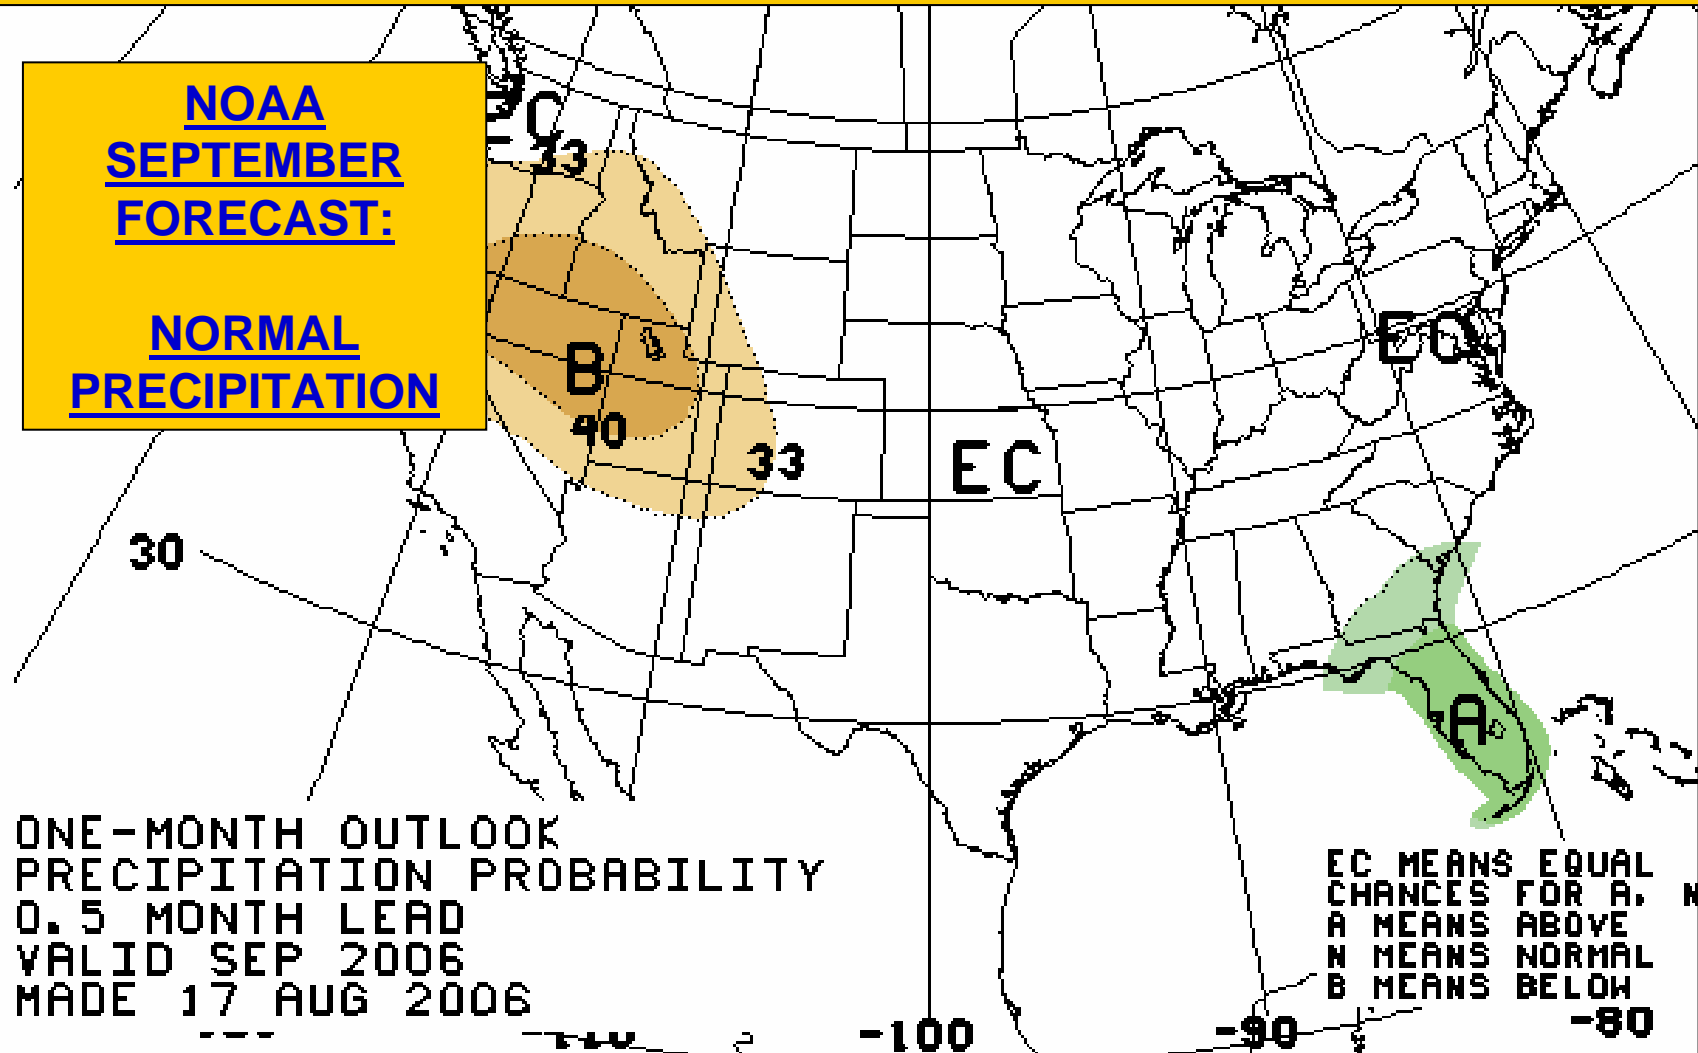 NOAA
SEPTEMBER
FORECAST:
NORMAL
PRECIPITATION
33
B
40
33
EC
EC
30
A
ONE-MONTH OUTLOOK
PRECIPITATION PROBABILITY
0.5 MONTH LEAD
VALID SEP 2006
MADE 17 AUG 2006
EC MEANS EQUAL
CHANCES FOR A, N
A MEANS ABOVE
N MEANS NORMAL
B MEANS BELOW
-100
-90
-80